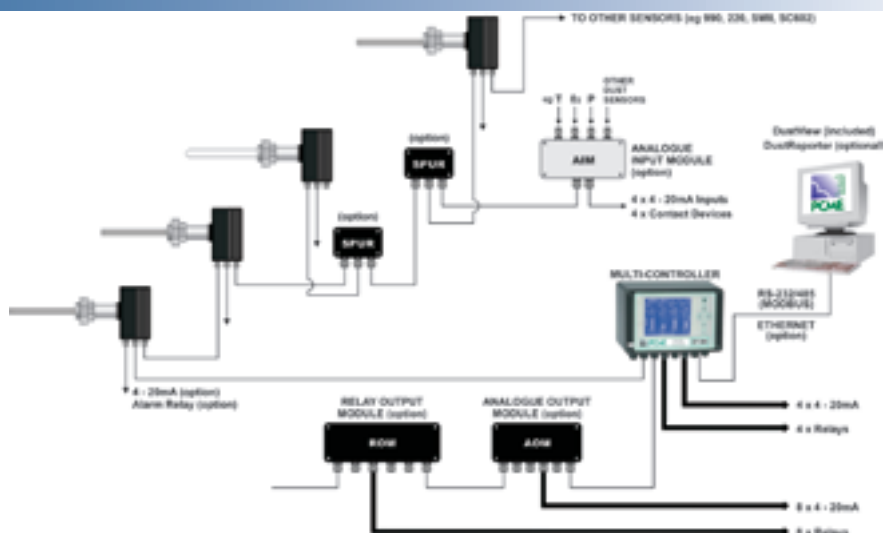 TO OTHER SENSORS (eg 990, 220, SM8, SC602)
OTHER
DUST
SENSORS
eg T
P
(option)
SPUR
AIM
ANALOGUE
INPUT MODULE
(option)
DustView (included)
DustReporter (optional)
PCME
4 x 4 - 20mA Inputs
4 x Contact Devices
(option)
SPUR
MULTI-CONTROLLER
RS-232/485
(MODBUS)
ETHERNET
(option)
PCME
4 - 20mA (option)
Alarm Relay (option)
RELAY OUTPUT
MODULE (option)
ROM
ANALOGUE OUTPUT
MODULE (option)
AOM
4 x 4 - 20mA
4 x Relays
8 x 4 - 20mA
Relays